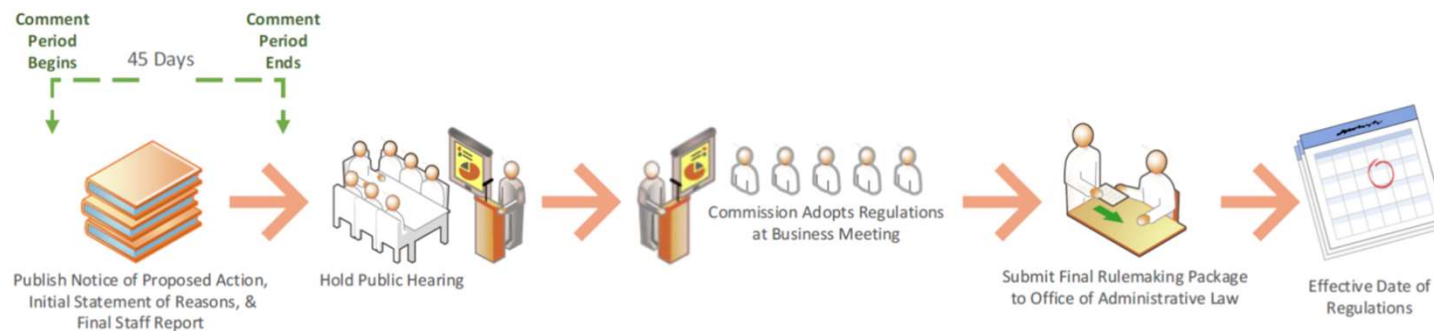 Comment
Period
Begins
45 Days
Comment
Period
Ends
Publish Notice of Proposed Action,
Initial Statement of Reasons, &
Final Staff Report
Hold Public Hearing
Commission Adopts Regulations
at Business Meeting
Submit Final Rulemaking Package
to Office of Administrative Law
Effective Date of
Regulations